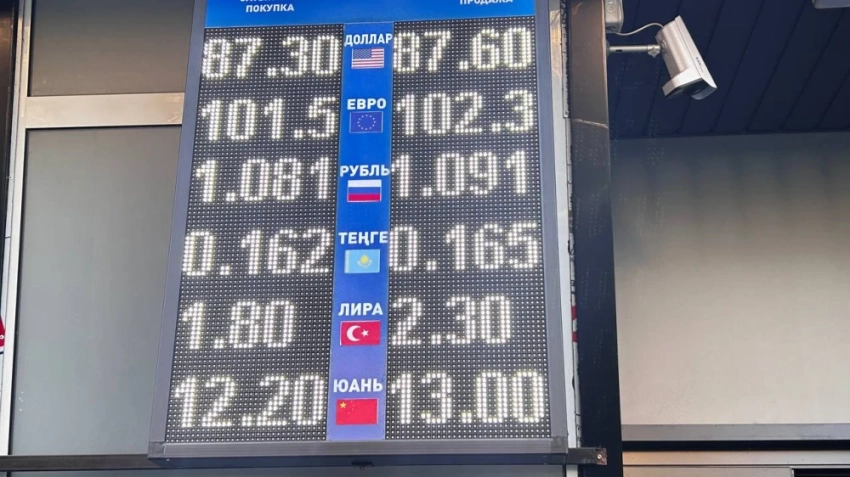 ПОКУПКА ПРОДАЖА
87.30 ДОЛЛАР 87.60
101.5 ЕВРО 102.3
1.081 РУБЛЬ 1.091
0.162 ТЕҢГЕ 0.165
1.80 ЛИРА 2.30
12.20 ЮАНЬ 13.00